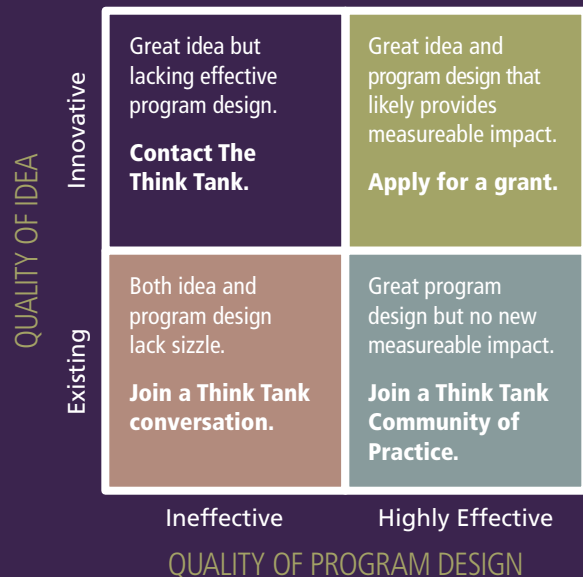 QUALITY OF IDEA
Innovative
Great idea but
lacking effective
program design.
Contact The
Think Tank.
Great idea and
program design that
likely provides
measureable impact.
Apply for a grant.
Existing
Both idea and
program design
lack sizzle.
Join a Think Tank
conversation.
Great program
design but no new
measureable impact.
Join a Think Tank
Community of
Practice.
Ineffective
Highly Effective
QUALITY OF PROGRAM DESIGN